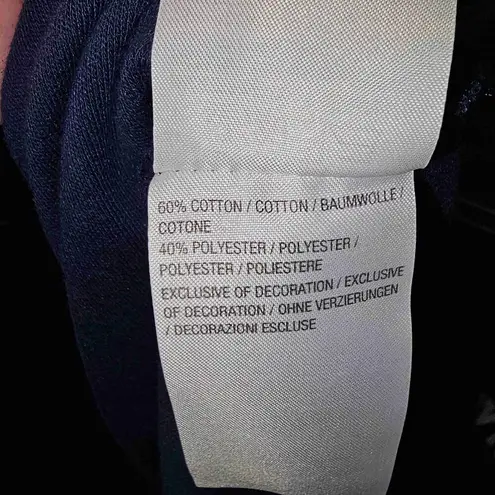 60% COTTON / COTTON / BAUMWOLLE /
COTONE
40% POLYESTER / POLYESTER /
POLYESTER / POLIESTERE
EXCLUSIVE OF DECORATION / EXCLUSIVE
OF DECORATION / OHNE VERZIERUNGEN
/ DECORAZIONI ESCLUSE